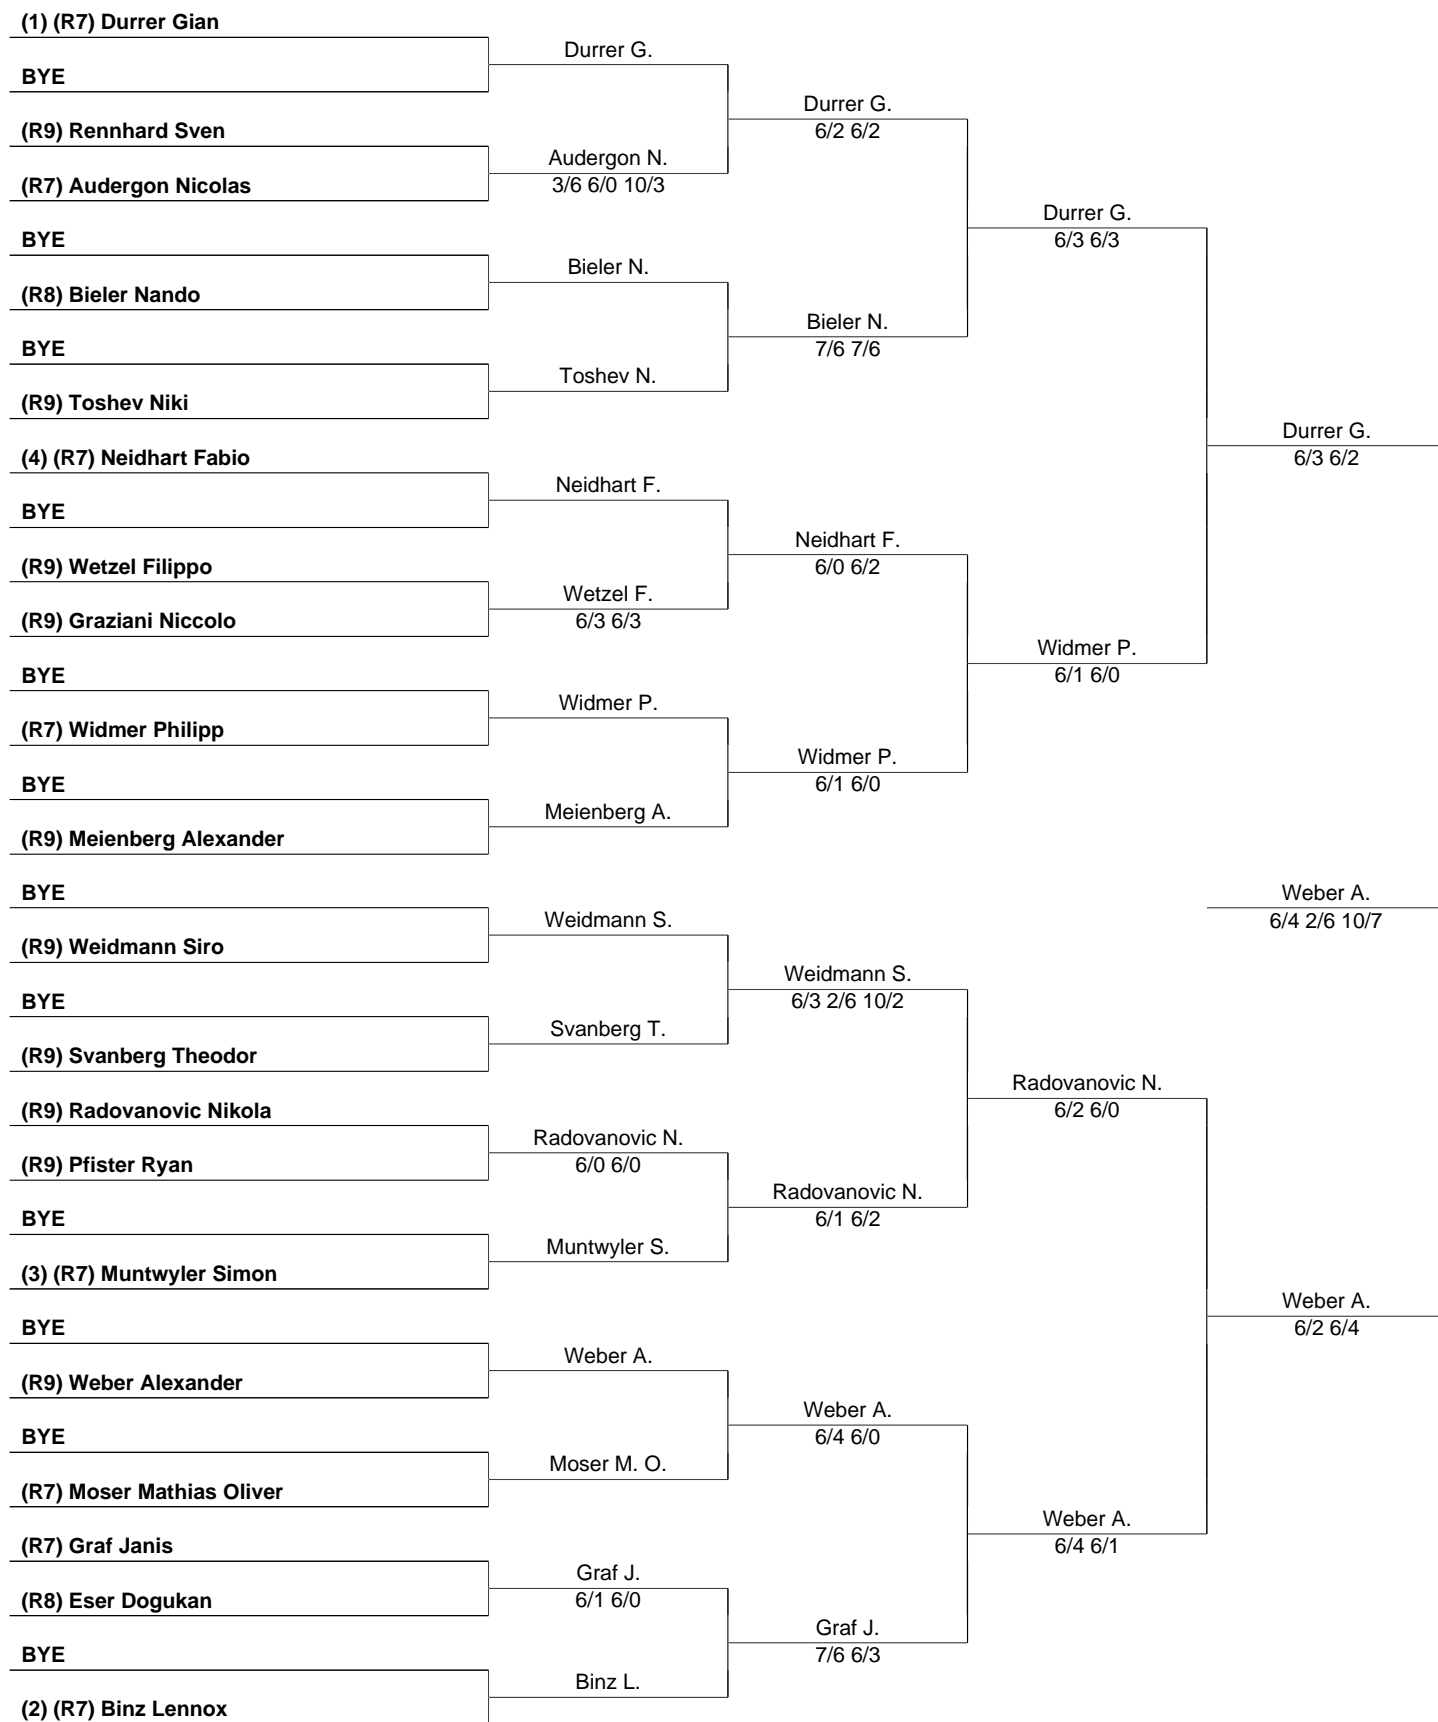 (1) (R7) Durrer Gian
BYE
(R9) Rennhard Sven
(R7) Audergon Nicolas
BYE
(R8) Bieler Nando
BYE
(R9) Toshev Niki
(4) (R7) Neidhart Fabio
BYE
(R9) Wetzel Filippo
(R9) Graziani Niccolo
BYE
(R7) Widmer Philipp
BYE
(R9) Meienberg Alexander
BYE
(R9) Weidmann Siro
BYE
(R9) Svanberg Theodor
(R9) Radovanovic Nikola
(R9) Pfister Ryan
BYE
(3) (R7) Muntwyler Simon
BYE
(R9) Weber Alexander
BYE
(R7) Moser Mathias Oliver
(R7) Graf Janis
(R8) Eser Dogukan
BYE
(2) (R7) Binz Lennox
Durrer G.
Audergon N.
3/6 6/0 10/3
Bieler N.
Toshev N.
Neidhart F.
Wetzel F.
6/3 6/3
Widmer P.
Meienberg A.
Weidmann S.
Svanberg T.
Radovanovic N.
6/0 6/0
Muntwyler S.
Weber A.
Moser M. O.
Graf J.
6/1 6/0
Binz L.
Durrer G.
6/2 6/2
Bieler N.
7/6 7/6
Neidhart F.
6/0 6/2
Widmer P.
6/1 6/0
Weidmann S.
6/3 2/6 10/2
Radovanovic N.
6/1 6/2
Weber A.
6/4 6/0
Graf J.
7/6 6/3
Durrer G.
6/3 6/3
Widmer P.
6/1 6/0
Radovanovic N.
6/2 6/0
Weber A.
6/4 6/1
Durrer G.
6/3 6/2
Weber A.
6/4 2/6 10/7
Weber A.
6/2 6/4